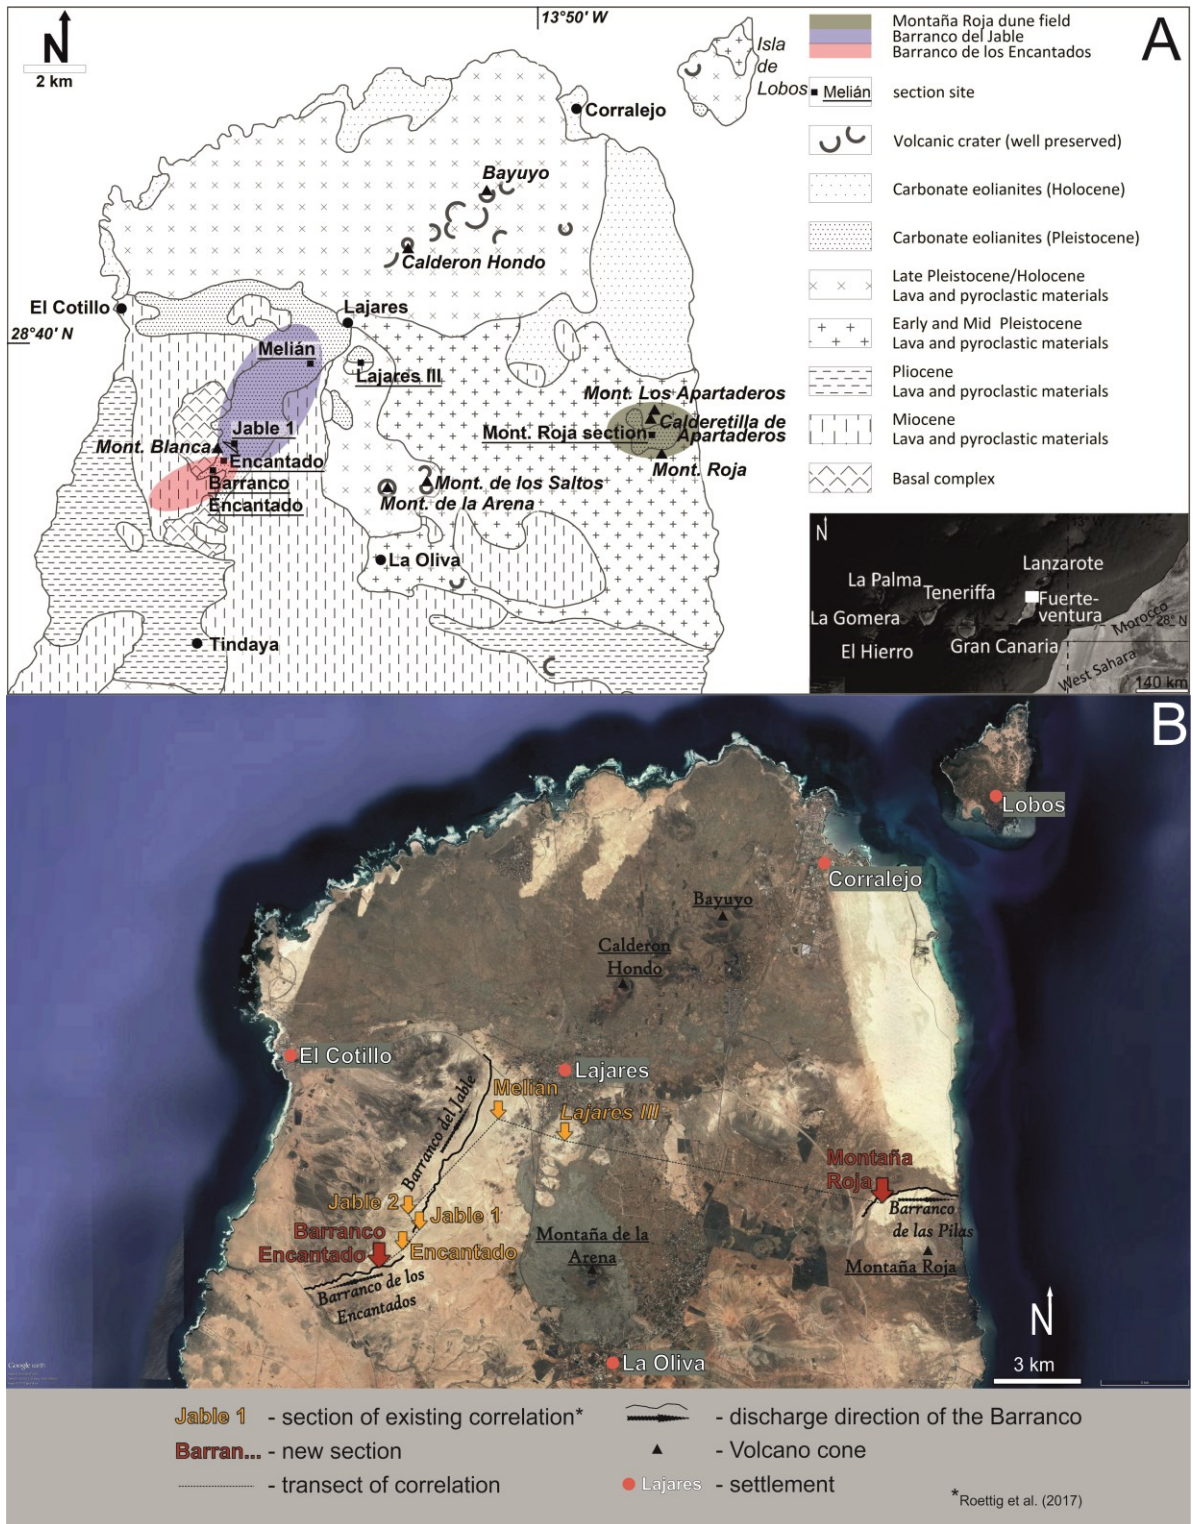 A
N
2 km
13°50' W
Isla
de
Lobos
Corralejo
Bayuyo
Calderon Hondo
El Cotillo
Lajares
28°40' N
Melián
Lajares III
Mont. Los Apartaderos
Calderetilla de
Apartaderos
Mont. Roja section
Mont. Roja
Jable 1
Mont. Blanca
Encantado
Barranco
Encantado
Mont. de los Saltos
Mont. de la Arena
La Oliva
Tindaya
Montaña Roja dune field
Barranco del Jable
Barranco de los Encantados
Melián section site
Volcanic crater (well preserved)
Carbonate eolianites (Holocene)
Carbonate eolianites (Pleistocene)
Late Pleistocene/Holocene
Lava and pyroclastic materials
Early and Mid Pleistocene
Lava and pyroclastic materials
Pliocene
Lava and pyroclastic materials
Miocene
Lava and pyroclastic materials
Basal complex
N
13° W
Lanzarote
La Palma
Teneriffa
Fuerte-
ventura
La Gomera
Morocco
28° N
El Hierro
Gran Canaria
West Sahara
140 km
B
Lobos
Corralejo
Bayuyo
Calderon
Hondo
El Cotillo
Lajares
Melián
Lajares III
Barranco del Jable
Montaña
Roja
Jable 2
Jable 1
Barranco
de las Pilas
Barranco
Encantado
Encantado
Montaña de la
Arena
Montaña Roja
Barranco de los
Encantados
N
3 km
La Oliva
Google earth
Jable 1 - section of existing correlation*
Barran... - new section
- transect of correlation
- discharge direction of the Barranco
- Volcano cone
Lajares - settlement
*Roettig et al. (2017)